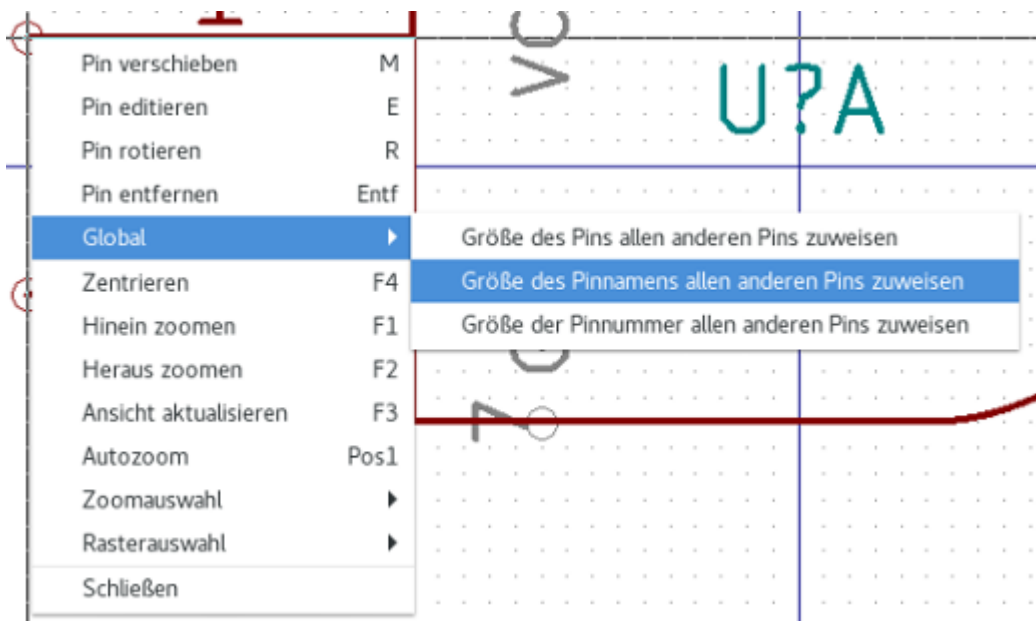 U?A
Pin verschieben M
Pin editieren E
Pin rotieren R
Pin entfernen Entf
Global
Größe des Pins allen anderen Pins zuweisen
Größe des Pinnamens allen anderen Pins zuweisen
Größe der Pinnummer allen anderen Pins zuweisen
Zentrieren F4
Hinein zoomen F1
Heraus zoomen F2
Ansicht aktualisieren F3
Autozoom Pos1
Zoomauswahl
Rasterauswahl
Schließen
7